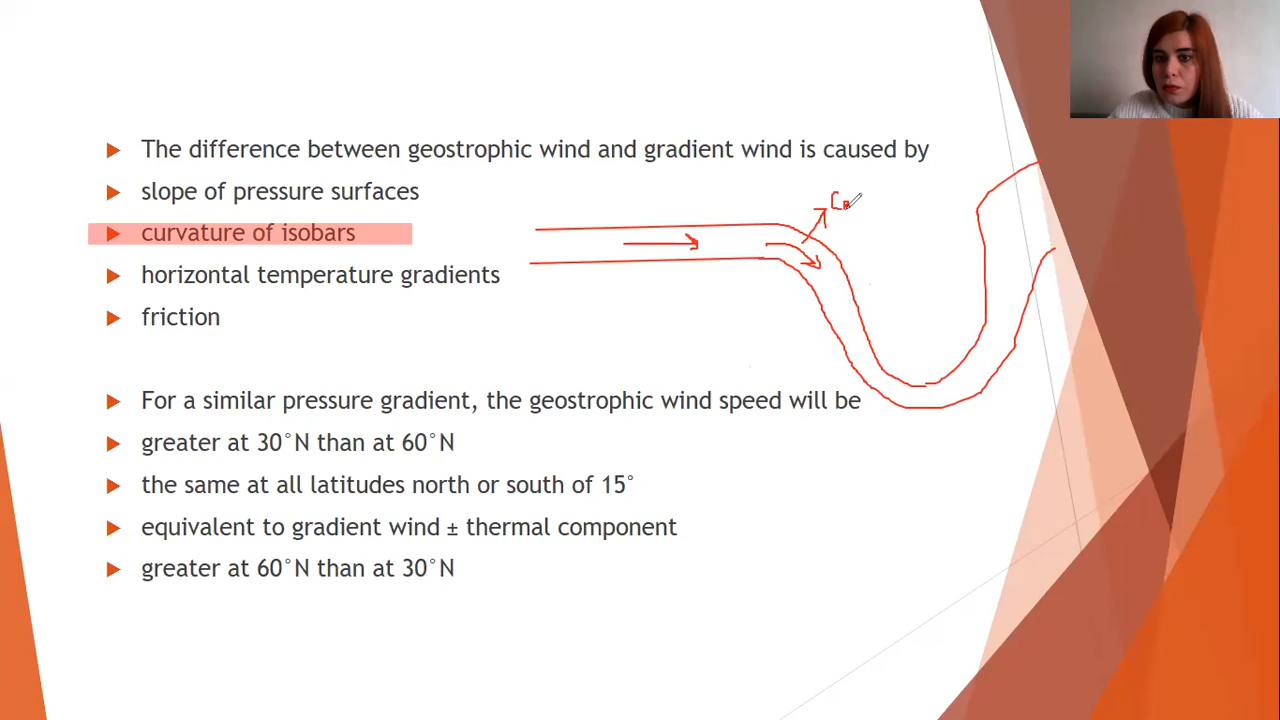 The difference between geostrophic wind and gradient wind is caused by
slope of pressure surfaces
curvature of isobars
horizontal temperature gradients
friction
For a similar pressure gradient, the geostrophic wind speed will be
greater at 30°N than at 60°N
the same at all latitudes north or south of 15°
equivalent to gradient wind ± thermal component
greater at 60°N than at 30°N